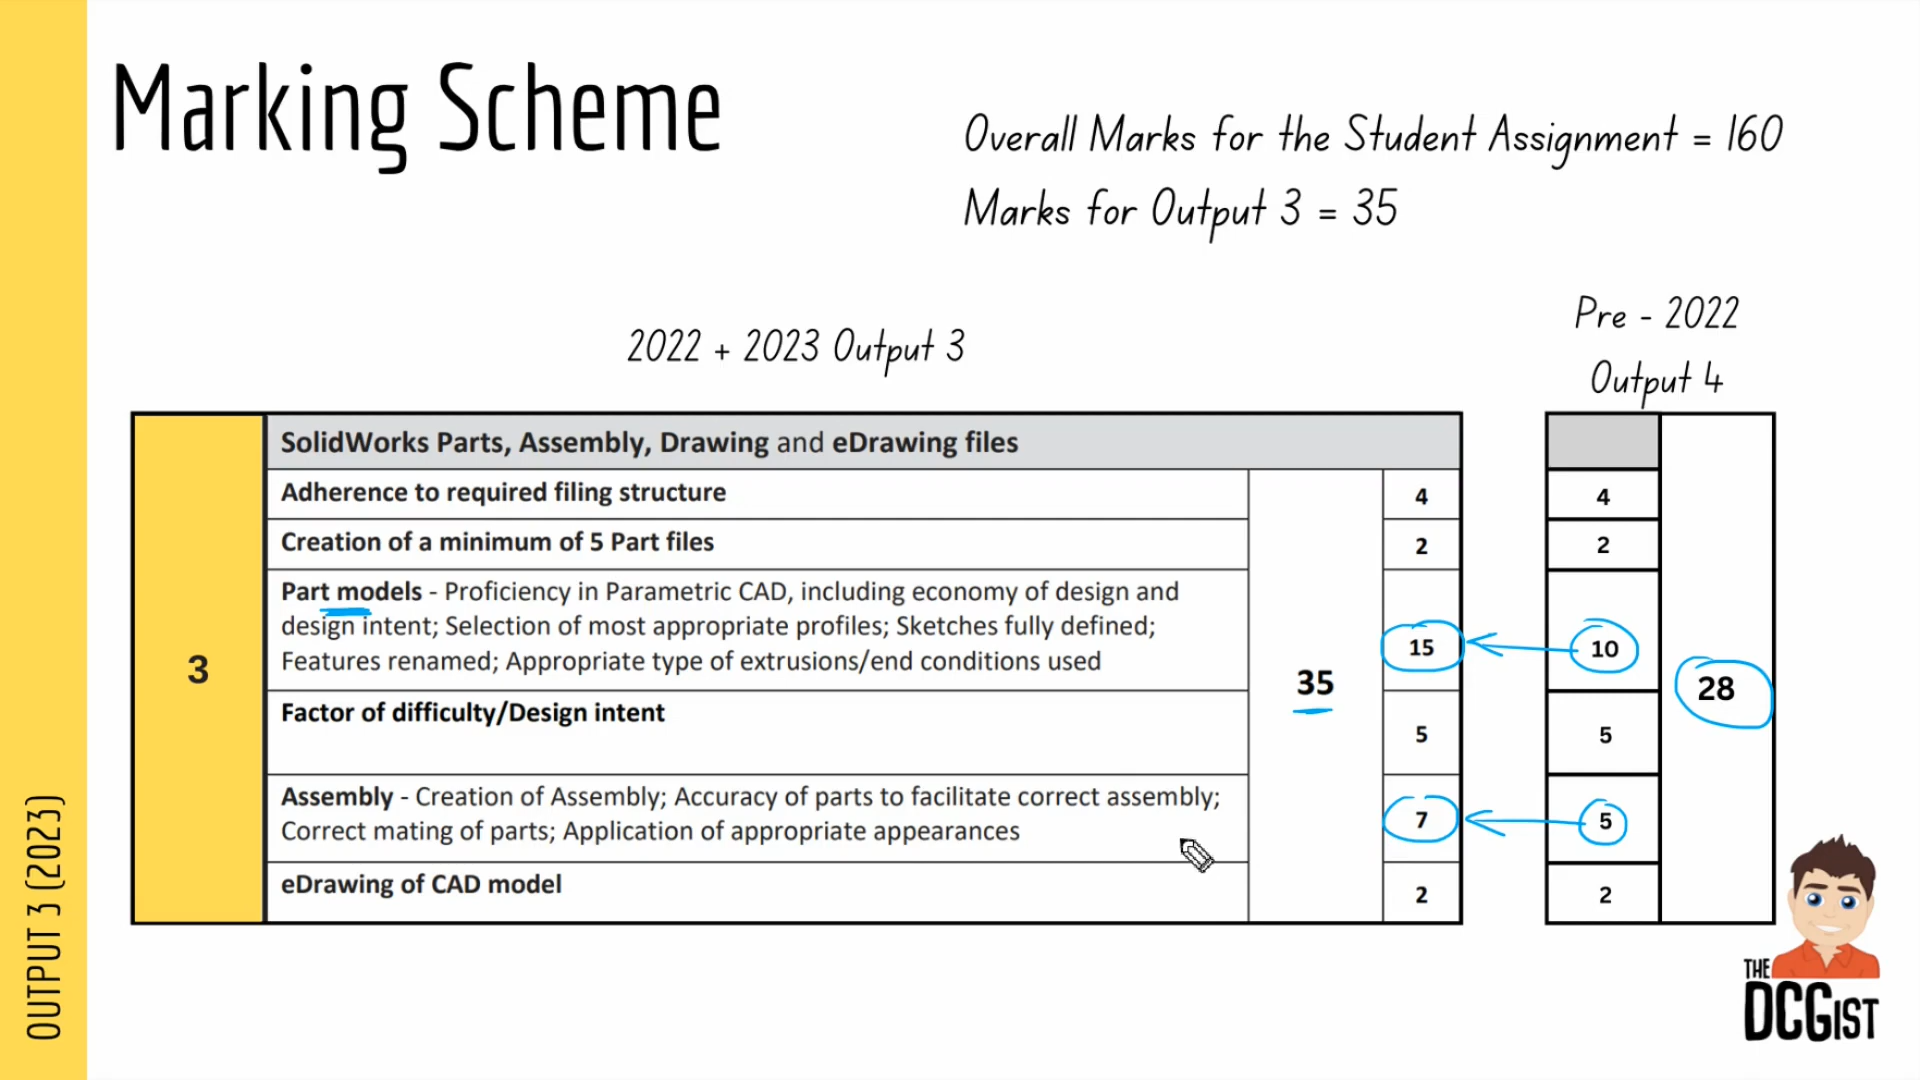 Marking Scheme
Overall Marks for the Student Assignment = 160
Marks for Output 3 = 35
2022 + 2023 Output 3
Pre - 2022
Output 4
SolidWorks Parts, Assembly, Drawing and eDrawing files
Adherence to required filing structure
4
4
Creation of a minimum of 5 Part files
2
2
Part models - Proficiency in Parametric CAD, including economy of design and
design intent; Selection of most appropriate profiles; Sketches fully defined;
Features renamed; Appropriate type of extrusions/end conditions used
15
10
3
35
28
Factor of difficulty/Design intent
5
5
Assembly - Creation of Assembly; Accuracy of parts to facilitate correct assembly;
Correct mating of parts; Application of appropriate appearances
7
5
eDrawing of CAD model
2
2
OUTPUT 3 (2023)
THE
DCGIST